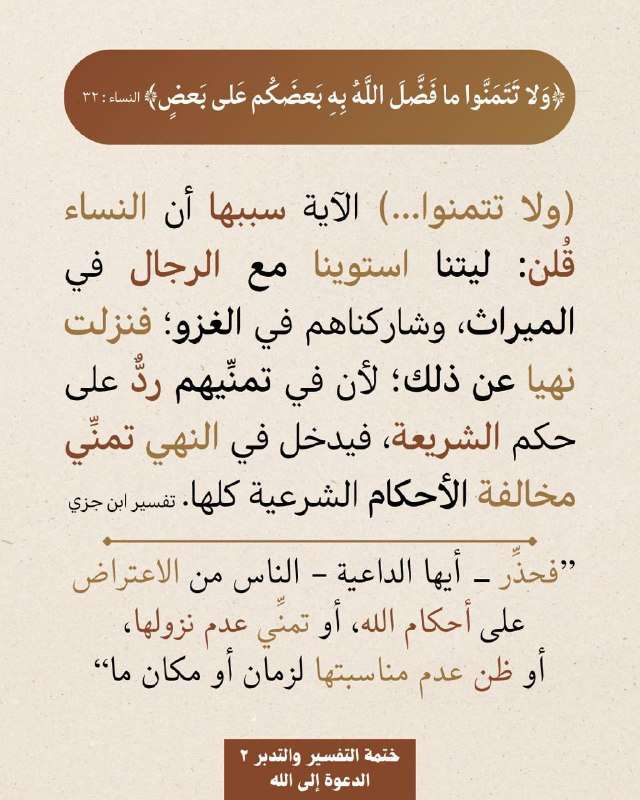 ﴿وَلا تَتَمَنَّوا ما فَضَّلَ اللَّهُ بِهِ بَعضَكُم عَلى بَعضٍ﴾ النساء : ٣٢
(ولا تتمنوا...) الآية سببها أن النساء
قُلن: ليتنا استوينا مع الرجال في
الميراث، وشاركناهم في الغزو؛ فنزلت
نهيا عن ذلك؛ لأن في تمنِّيهم ردٌّ على
حكم الشريعة، فيدخل في النهي تمنِّي
مخالفة الأحكام الشرعية كلها. تفسير ابن جزي
”فحذِّر – أيها الداعية – الناس من الاعتراض
على أحكام الله، أو تمنِّي عدم نزولها،
أو ظن عدم مناسبتها لزمان أو مكان ما“
ختمة التفسير والتدبر ٢
الدعوة إلى الله